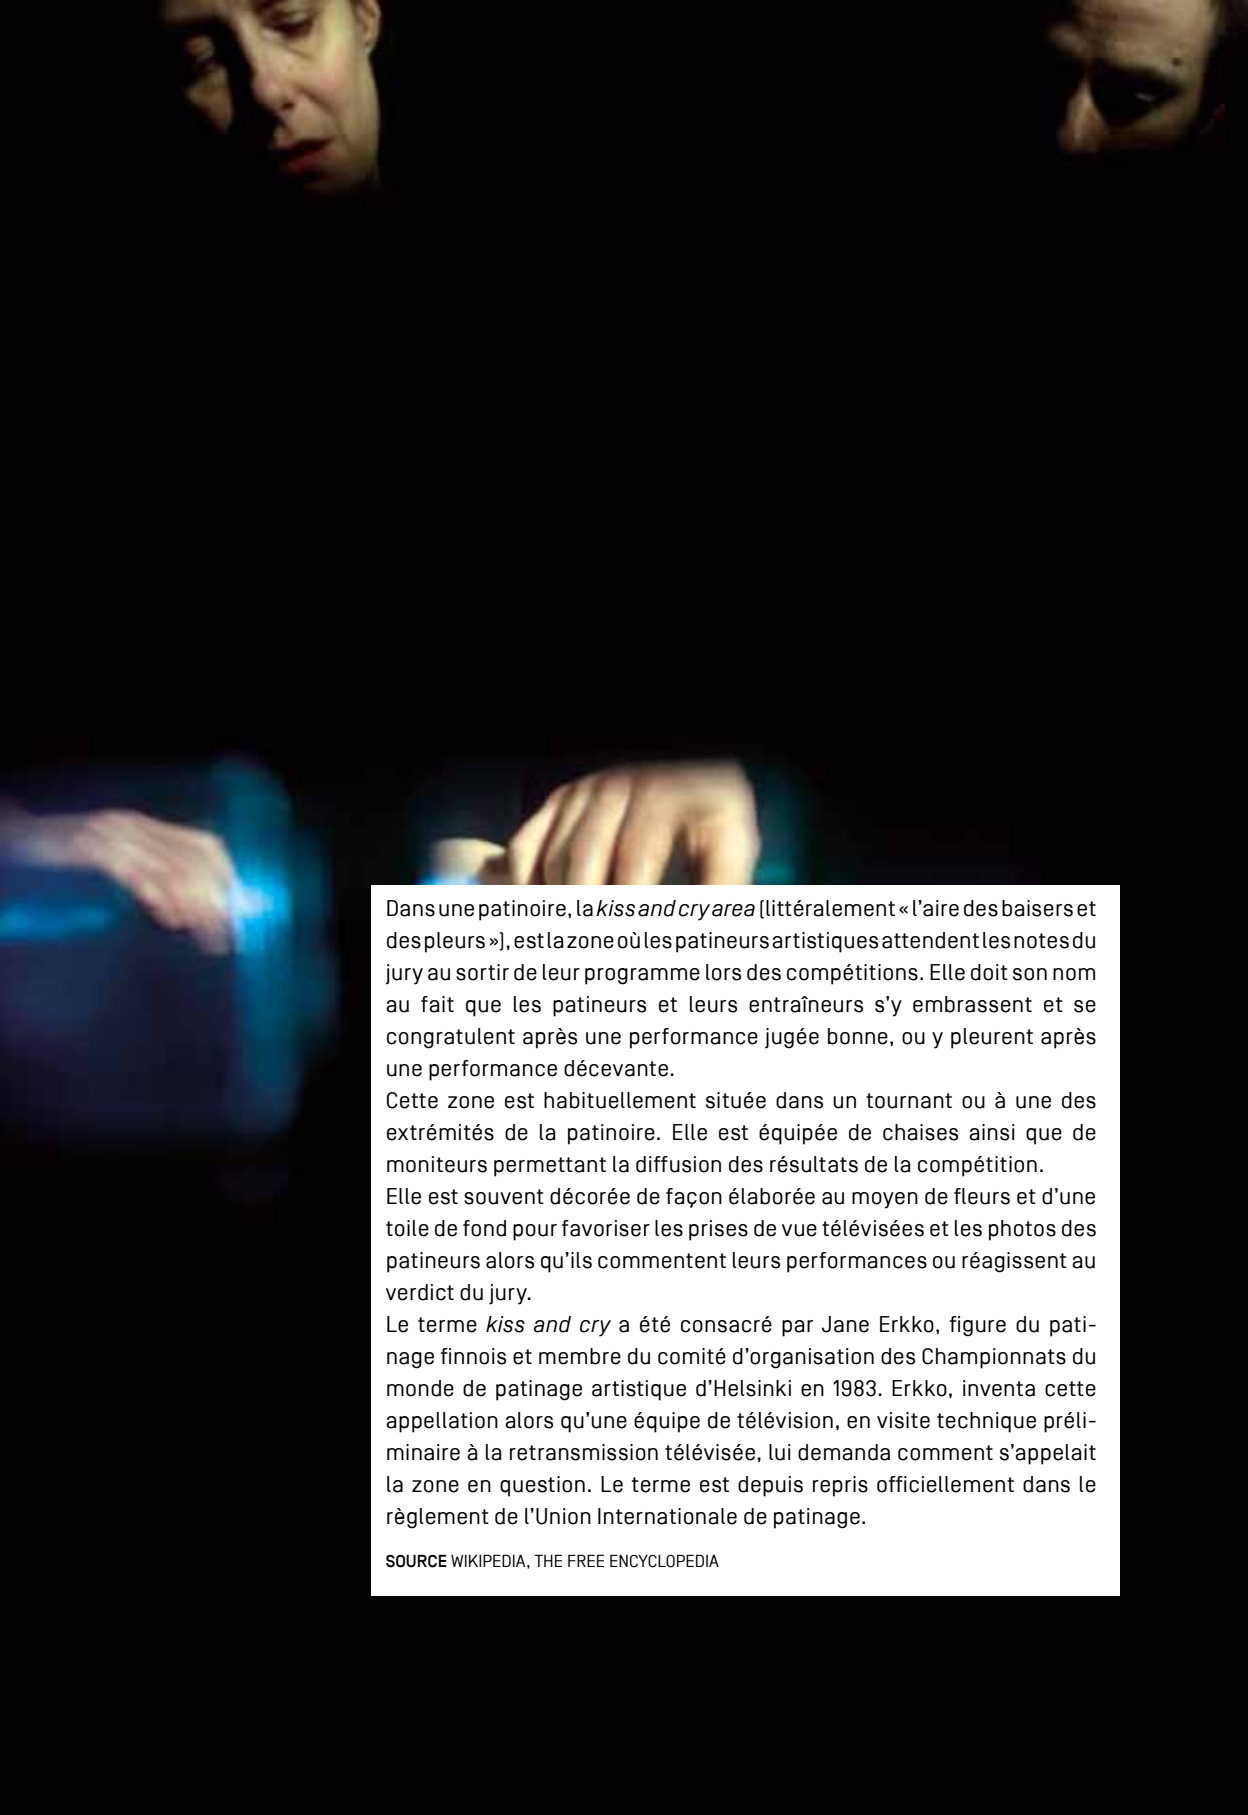 Dans une patinoire, la kiss and cry area (littéralement « l’aire des baisers et
des pleurs »), est la zone où les patineurs artistiques attendent les notes du
jury au sortir de leur programme lors des compétitions. Elle doit son nom
au fait que les patineurs et leurs entraîneurs s’y embrassent et se
congratulent après une performance jugée bonne, ou y pleurent après
une performance décevante.
Cette zone est habituellement située dans un tournant ou à une des
extrémités de la patinoire. Elle est équipée de chaises ainsi que de
moniteurs permettant la diffusion des résultats de la compétition.
Elle est souvent décorée de façon élaborée au moyen de fleurs et d’une
toile de fond pour favoriser les prises de vue télévisées et les photos des
patineurs alors qu’ils commentent leurs performances ou réagissent au
verdict du jury.
Le terme kiss and cry a été consacré par Jane Erkko, figure du pati-
nage finnois et membre du comité d’organisation des Championnats du
monde de patinage artistique d’Helsinki en 1983. Erkko, inventa cette
appellation alors qu’une équipe de télévision, en visite technique préli-
minaire à la retransmission télévisée, lui demanda comment s’appelait
la zone en question. Le terme est depuis repris officiellement dans le
règlement de l’Union Internationale de patinage.
SOURCE WIKIPEDIA, THE FREE ENCYCLOPEDIA